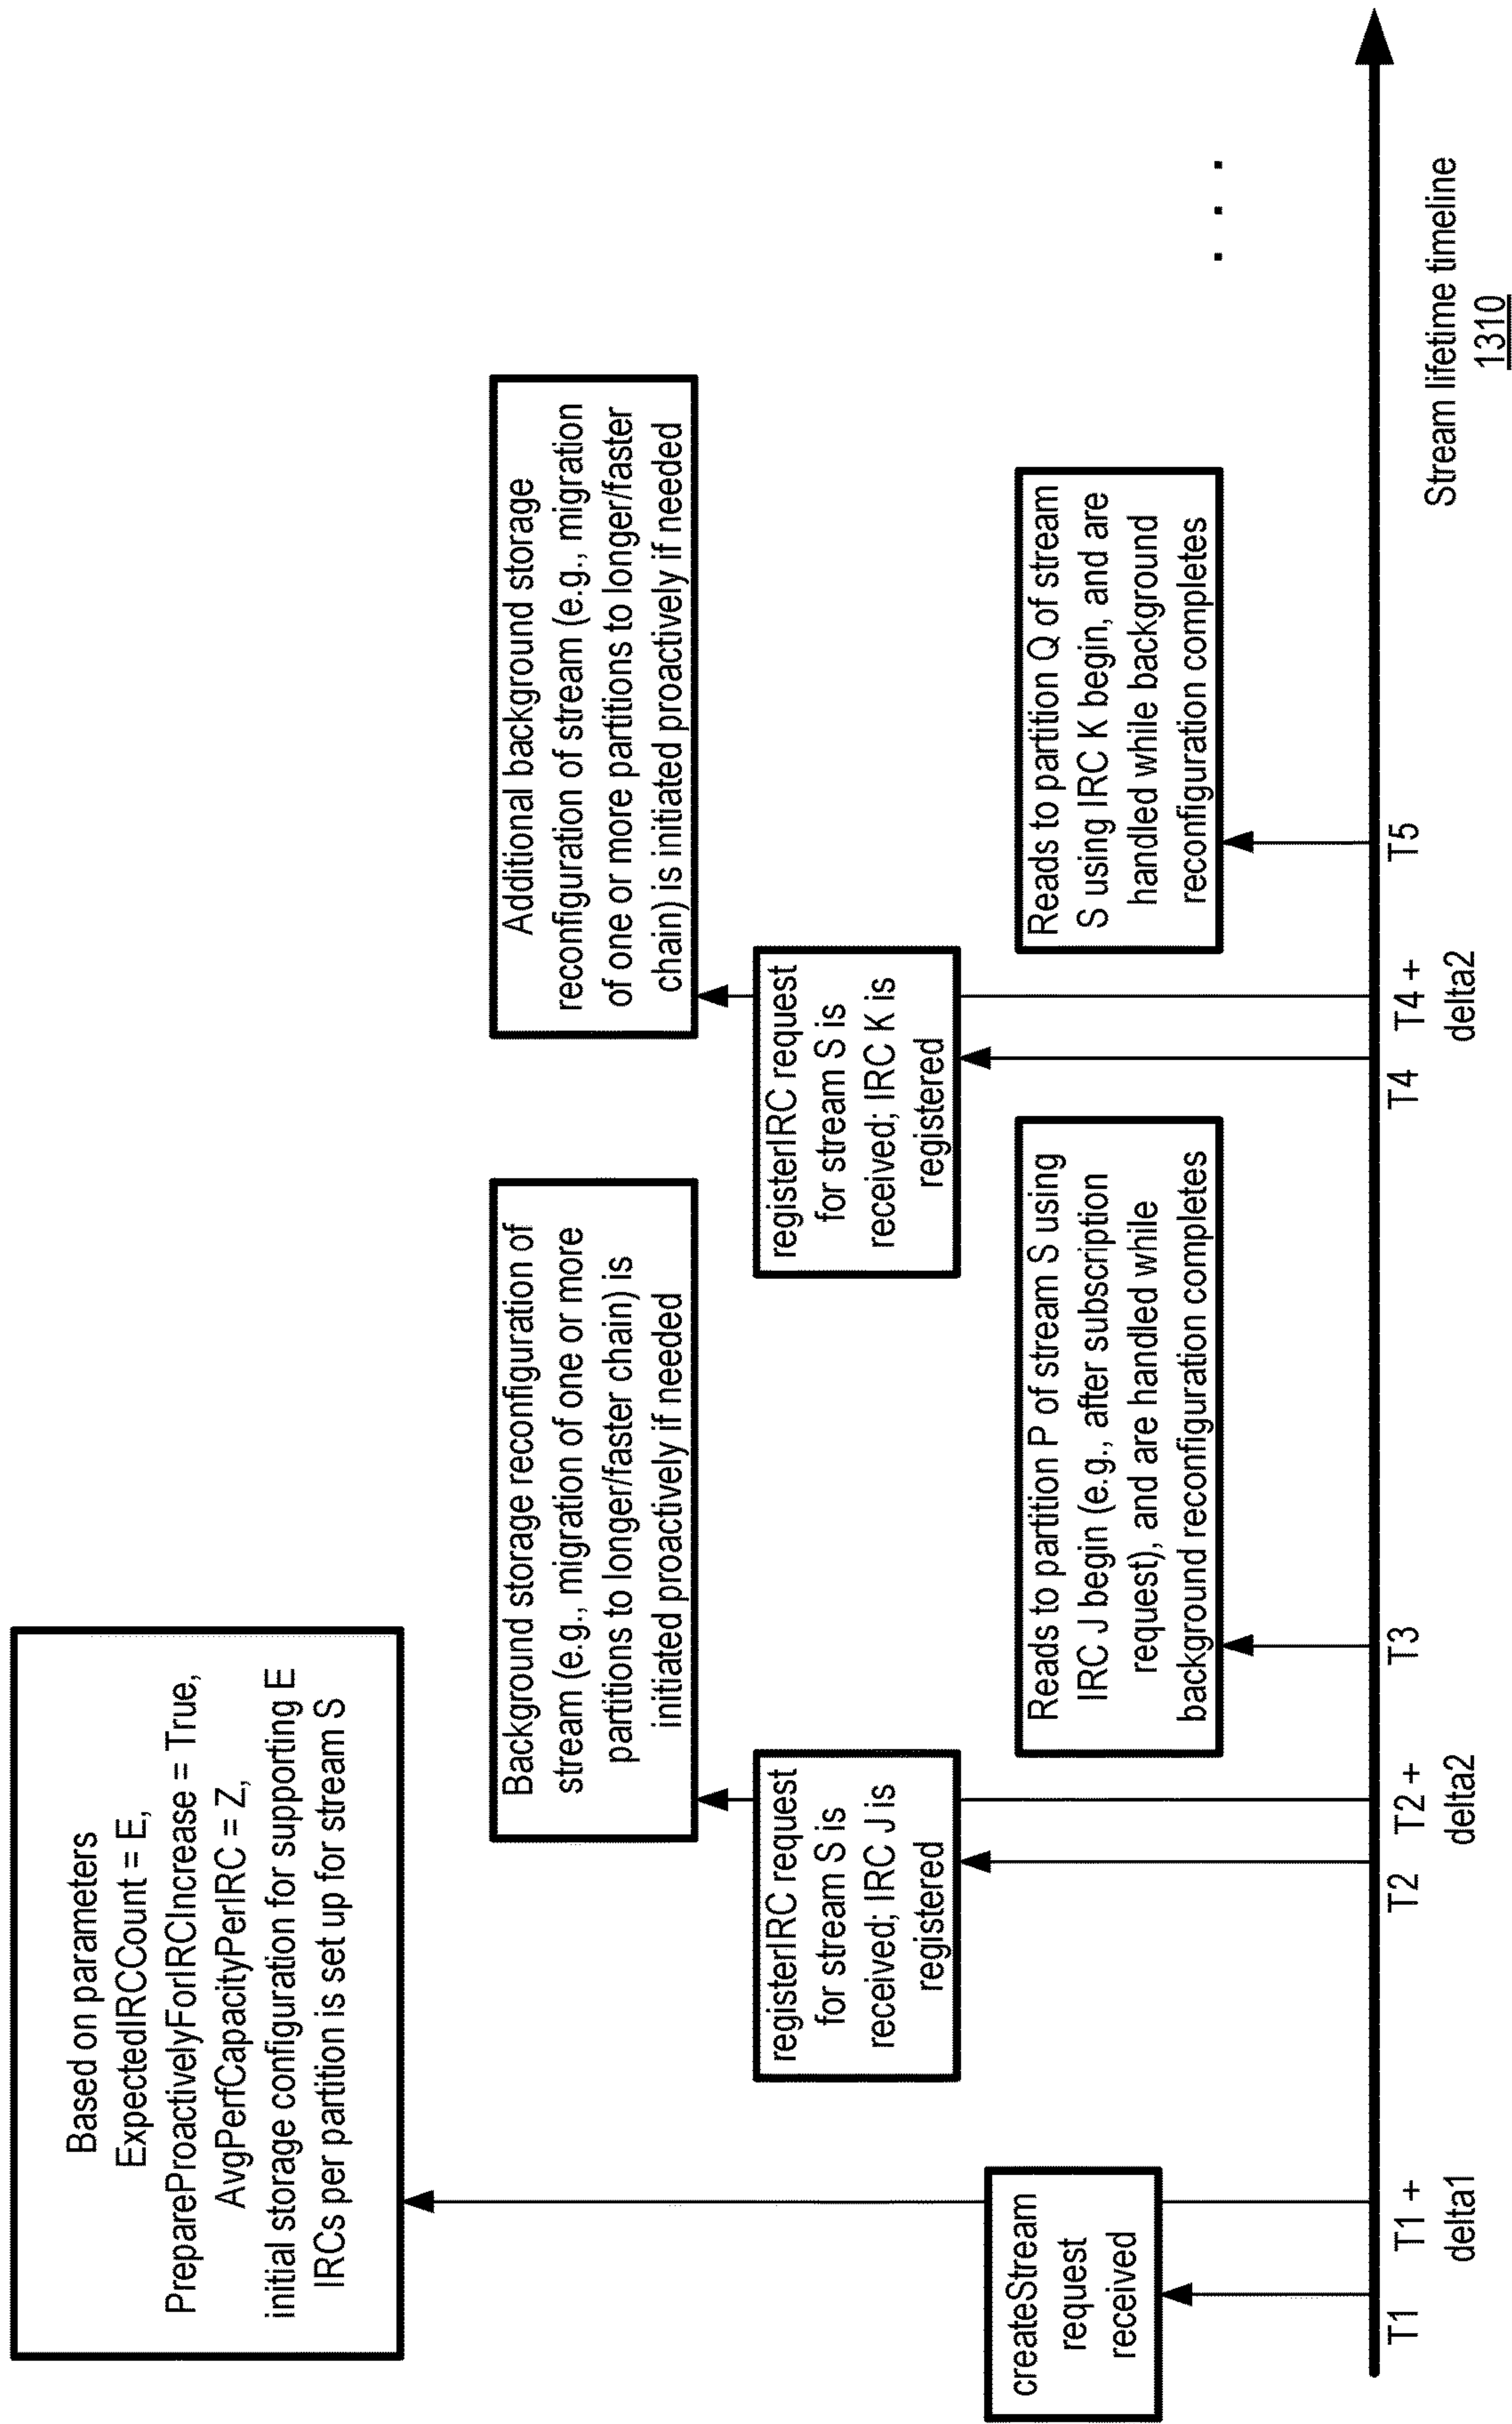 Based on parameters
ExpectedIRCCount = E,
PrepareProactivelyForIRCIncrease = True,
AvgPerfCapacityPerIRC = Z,
initial storage configuration for supporting E
IRCs per partition is set up for stream S
Background storage reconfiguration of
stream (e.g., migration of one or more
partitions to longer/faster chain) is
initiated proactively if needed
Additional background storage
reconfiguration of stream (e.g., migration
of one or more partitions to longer/faster
chain) is initiated proactively if needed
registerIRC request
for stream S is
received; IRC J is
registered
registerIRC request
for stream S is
received; IRC K is
registered
createStream
request
received
Reads to partition P of stream S using
IRC J begin (e.g., after subscription
request), and are handled while
background reconfiguration completes
Reads to partition Q of stream
S using IRC K begin, and are
handled while background
reconfiguration completes
. . .
T1
T1 +
delta1
T2
T2 +
delta2
T3
T4
T4 +
delta2
T5
Stream lifetime timeline
1310